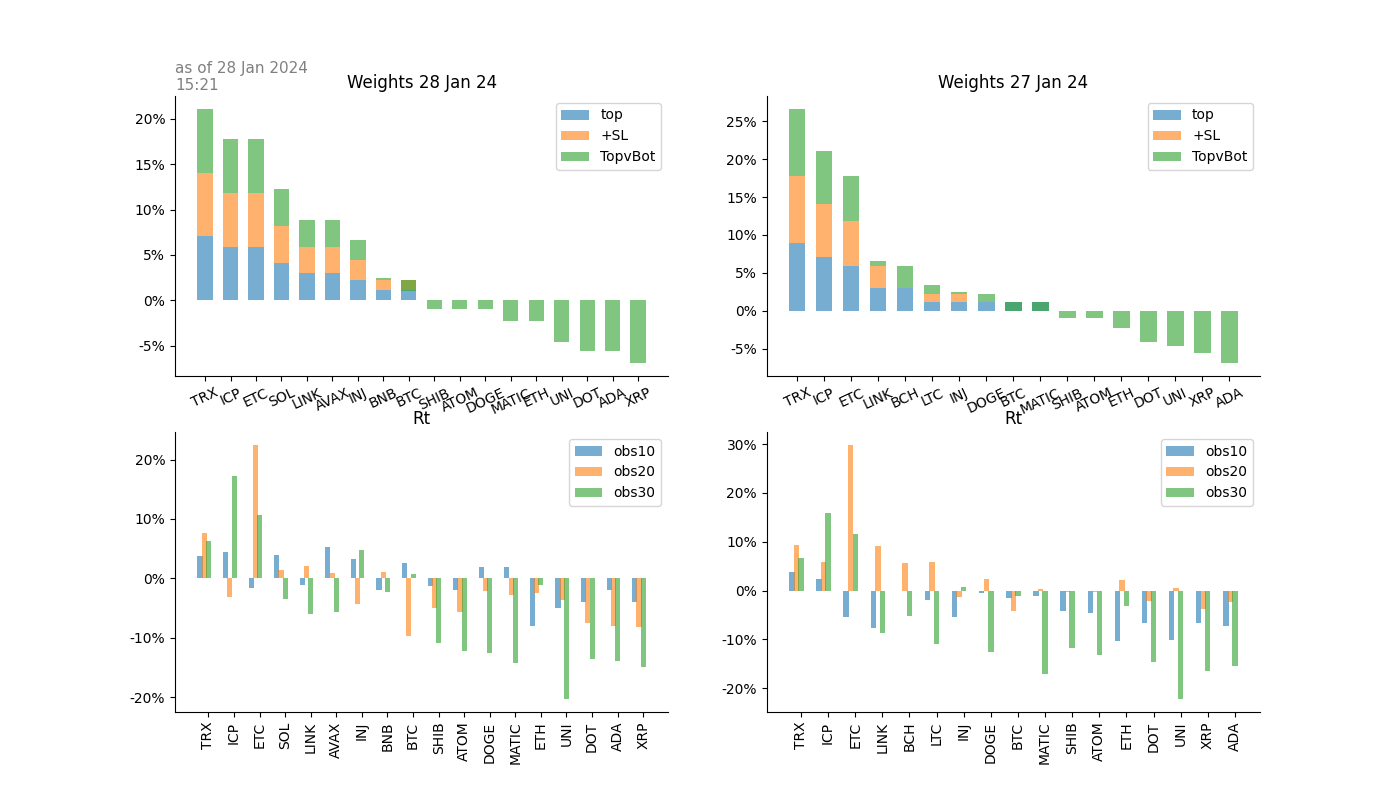 as of 28 Jan 2024
15:21
Weights 28 Jan 24
20%
15%
10%
5%
0%
-5%
top
+SL
TopvBot
TRX ICP ETC SOL LINK AVAX INJ BNB BTC SHIB ATOM DOGE MATIC ETH UNI DOT ADA XRP
Weights 27 Jan 24
25%
20%
15%
10%
5%
0%
-5%
top
+SL
TopvBot
TRX ICP ETC LINK BCH LTC INJ DOGE BTC MATIC SHIB ATOM ETH DOT UNI XRP ADA
Rt
20%
10%
0%
-10%
-20%
obs10
obs20
obs30
TRX ICP ETC SOL LINK AVAX INJ BNB BTC SHIB ATOM DOGE MATIC ETH UNI DOT ADA XRP
Rt
30%
20%
10%
0%
-10%
-20%
obs10
obs20
obs30
TRX ICP ETC LINK BCH LTC INJ DOGE BTC MATIC SHIB ATOM ETH DOT UNI XRP ADA